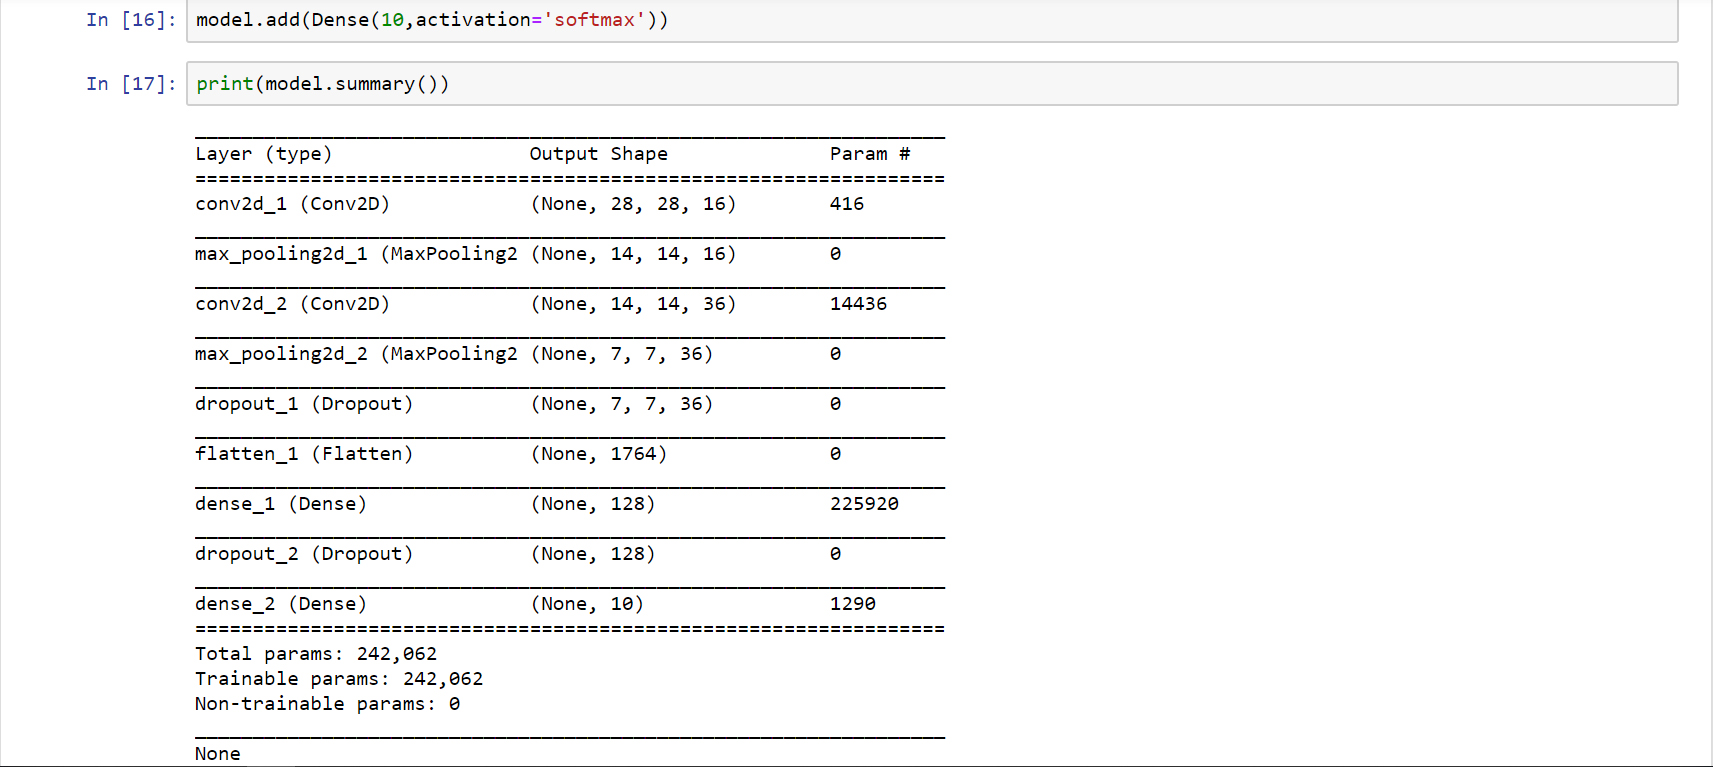 In [16]: model.add(Dense(10,activation='softmax'))
In [17]: print(model.summary())
_________________________________________________________________
Layer (type)                 Output Shape              Param #
=================================================================
conv2d_1 (Conv2D)            (None, 28, 28, 16)        416
_________________________________________________________________
max_pooling2d_1 (MaxPooling2 (None, 14, 14, 16)        0
_________________________________________________________________
conv2d_2 (Conv2D)            (None, 14, 14, 36)        14436
_________________________________________________________________
max_pooling2d_2 (MaxPooling2 (None, 7, 7, 36)          0
_________________________________________________________________
dropout_1 (Dropout)          (None, 7, 7, 36)          0
_________________________________________________________________
flatten_1 (Flatten)          (None, 1764)              0
_________________________________________________________________
dense_1 (Dense)              (None, 128)               225920
_________________________________________________________________
dropout_2 (Dropout)          (None, 128)               0
_________________________________________________________________
dense_2 (Dense)              (None, 10)                1290
=================================================================
Total params: 242,062
Trainable params: 242,062
Non-trainable params: 0
_________________________________________________________________
None